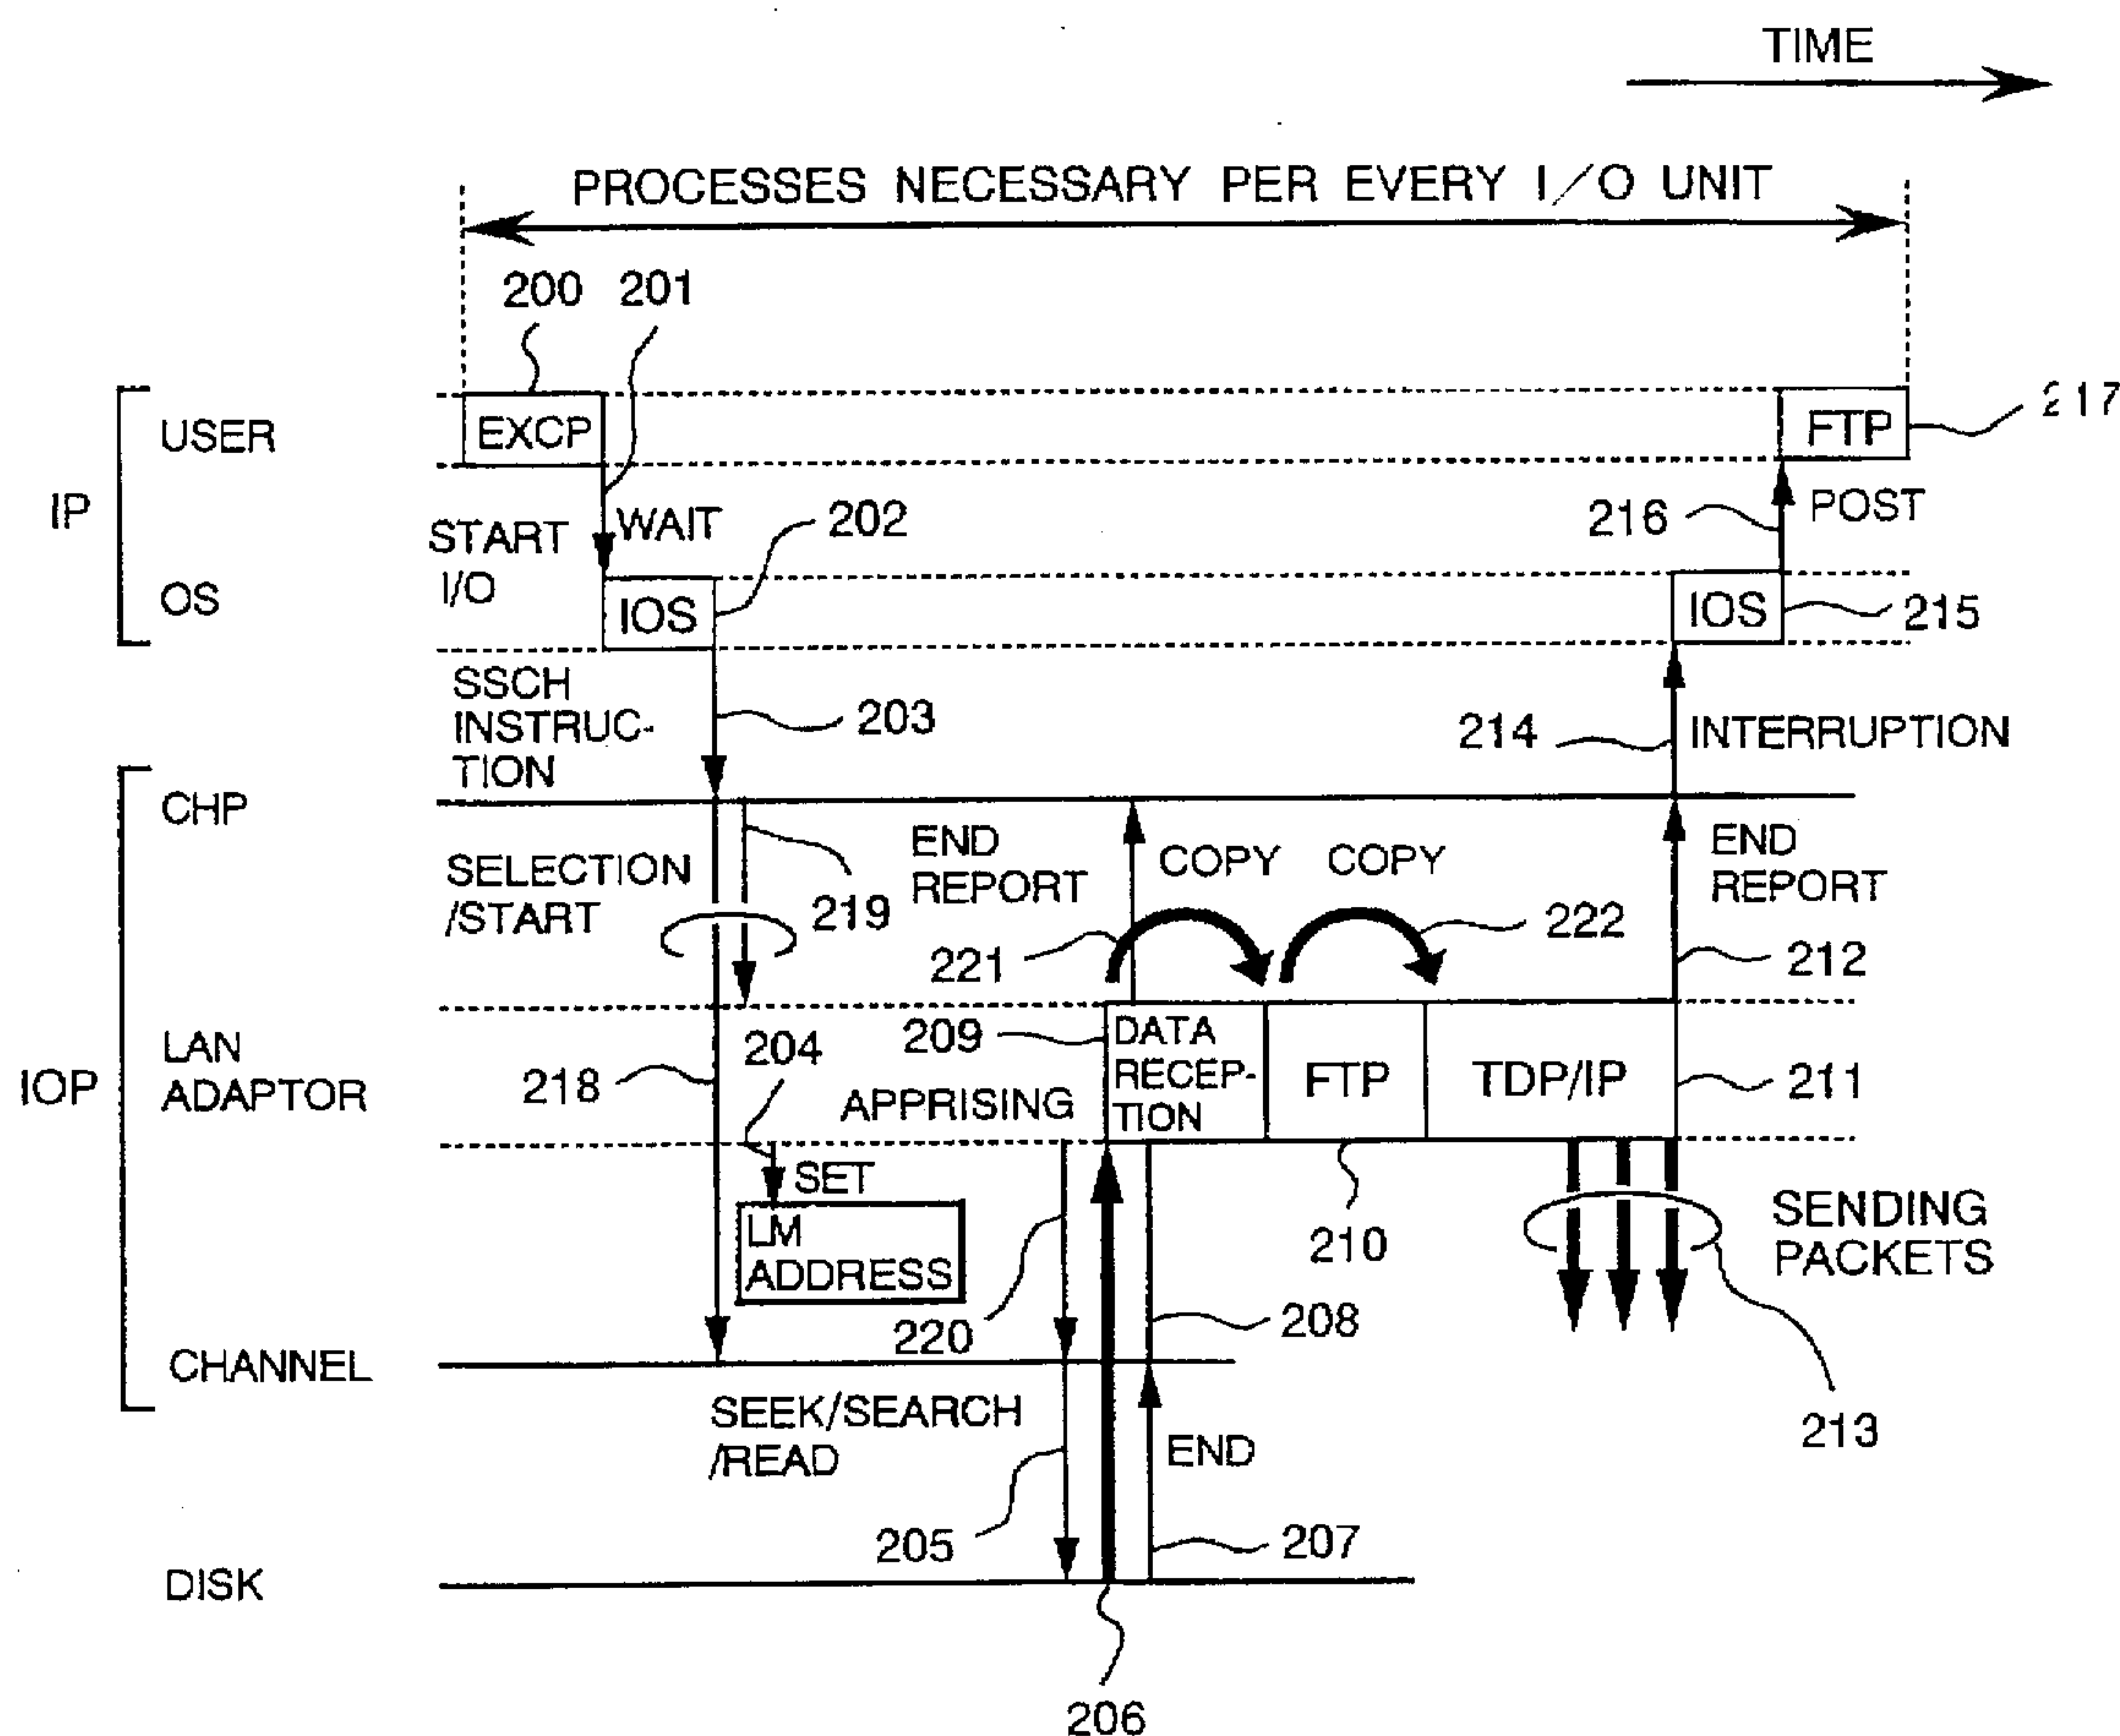 TIME
PROCESSES NECESSARY PER EVERY I/O UNIT
200
201
USER
EXCP
FTP
217
IP
START
I/O
WAIT
202
216
POST
OS
IOS
IOS
215
SSCH
INSTRUC-
TION
203
214
INTERRUPTION
CHP
SELECTION
/START
219
END
REPORT
COPY
COPY
END
REPORT
221
222
212
IOP
LAN
ADAPTOR
218
204
APPRISING
209
DATA
RECEP-
TION
FTP
TDP/IP
211
SET
LM
ADDRESS
220
208
210
SENDING
PACKETS
213
CHANNEL
SEEK/SEARCH
/READ
END
205
207
DISK
206